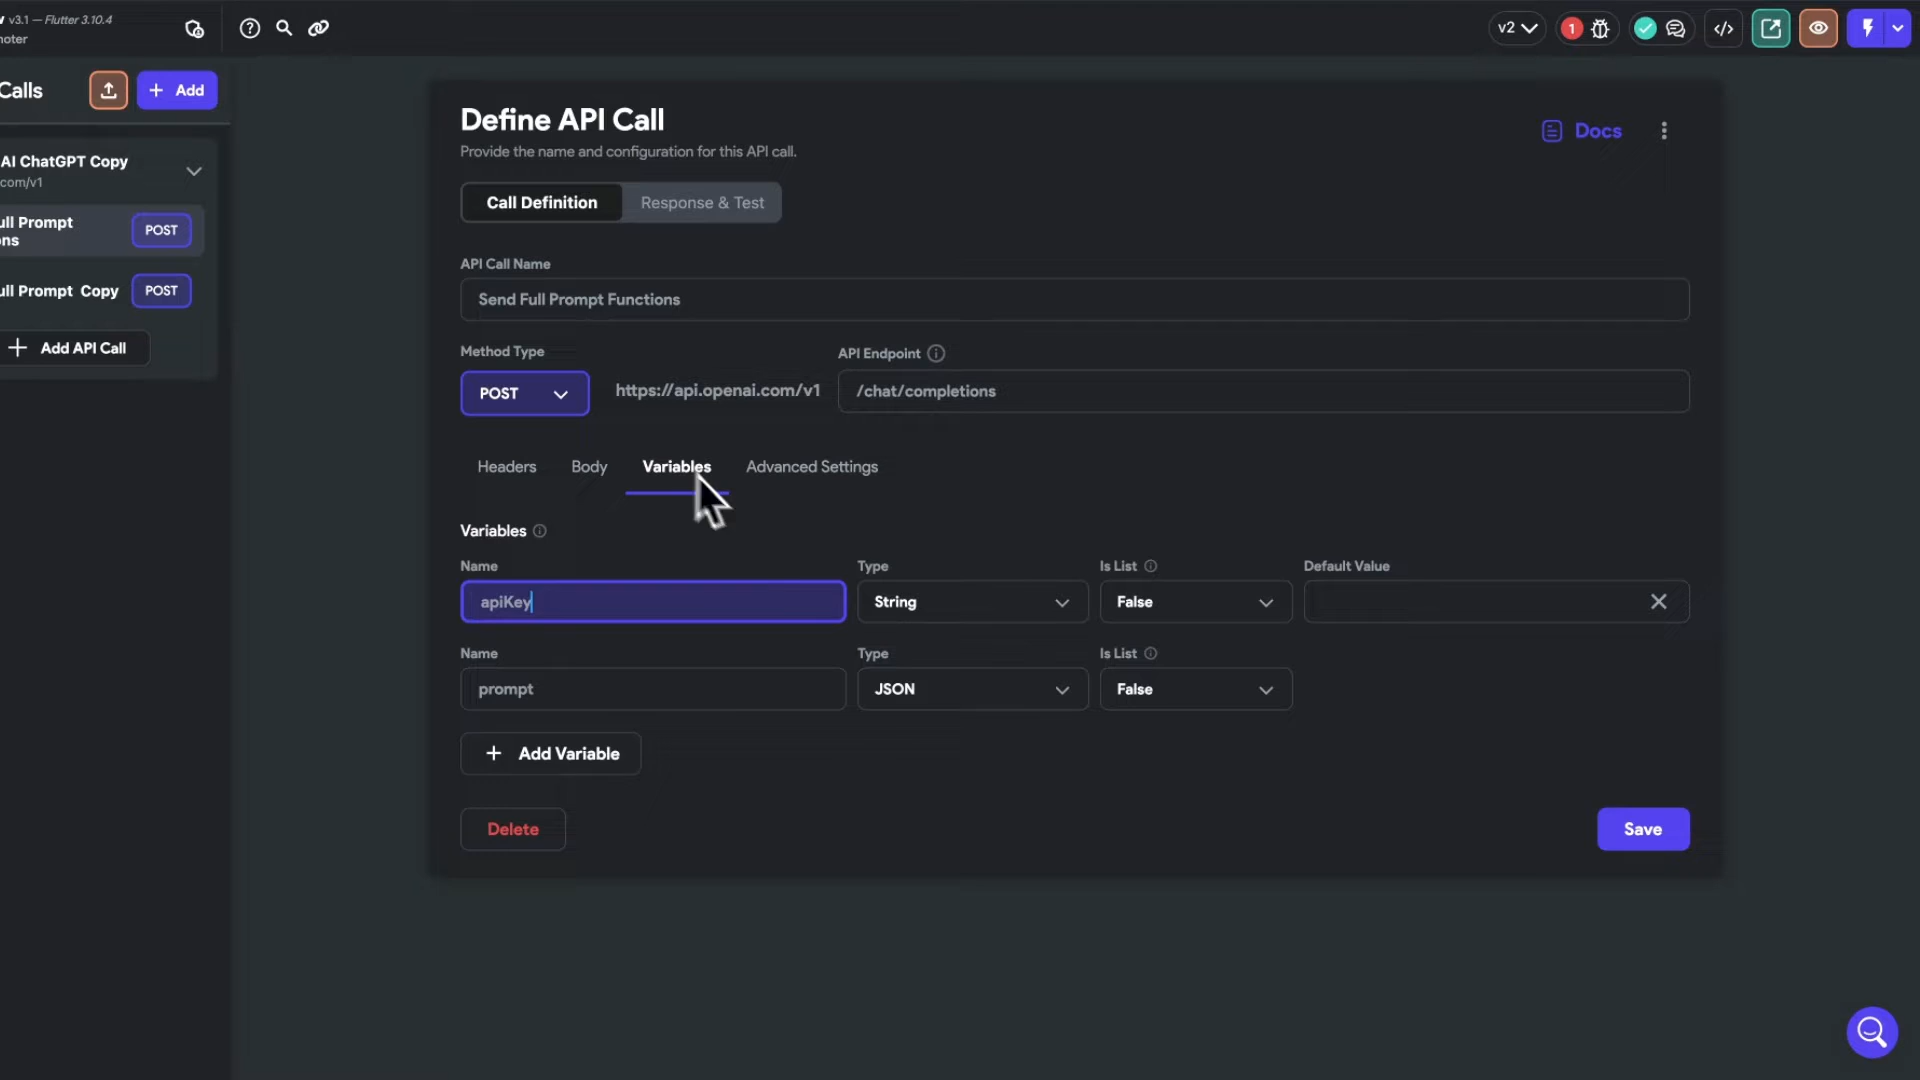 v3.1 — Flutter 3.10.4
noter
v2
1
Calls
+ Add
AI ChatGPT Copy
com/v1
ull Prompt
ons
POST
ull Prompt Copy
POST
+ Add API Call
Define API Call
Provide the name and configuration for this API call.
Docs
Call Definition
Response & Test
API Call Name
Send Full Prompt Functions
Method Type
API Endpoint
POST
https://api.openai.com/v1
/chat/completions
Headers
Body
Variables
Advanced Settings
Variables
Name
Type
Is List
Default Value
apiKey
String
False
Name
Type
Is List
prompt
JSON
False
+ Add Variable
Delete
Save